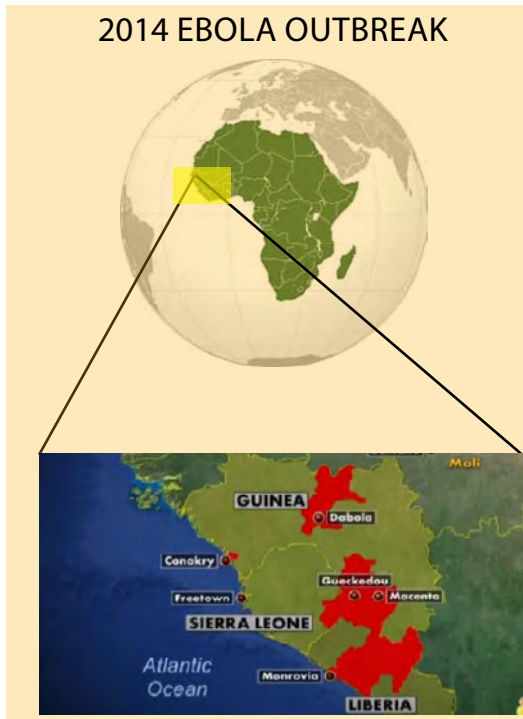 2014 EBOLA OUTBREAK
Mali
GUINEA
Dabola
Conakry
Gueckedou
Freetown
Macenta
SIERRA LEONE
Atlantic
Ocean
Monrovia
LIBERIA